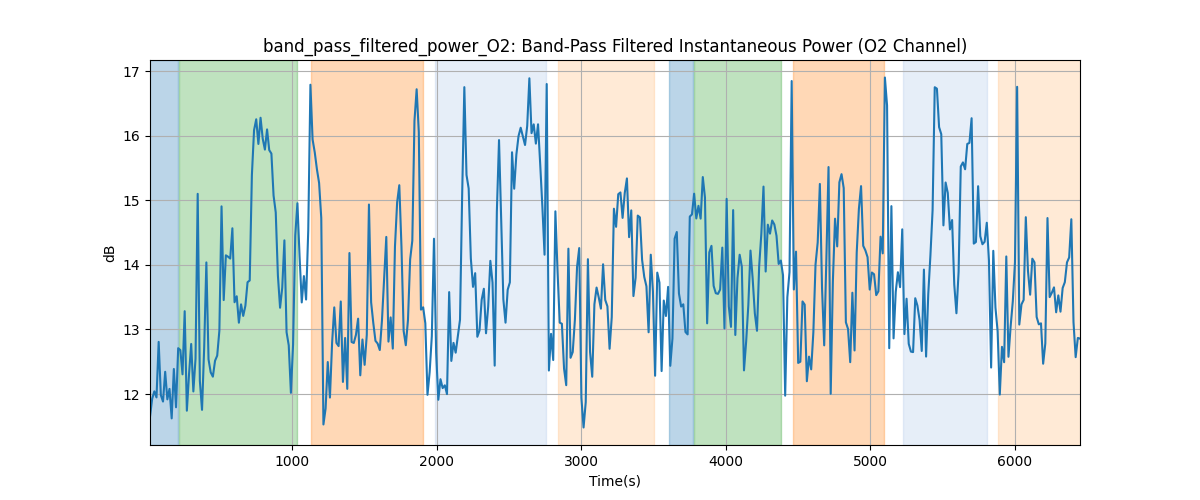 band_pass_filtered_power_O2: Band-Pass Filtered Instantaneous Power (O2 Channel)
17
16
15
14
13
12
dB
1000 2000 3000 4000 5000 6000
Time(s)